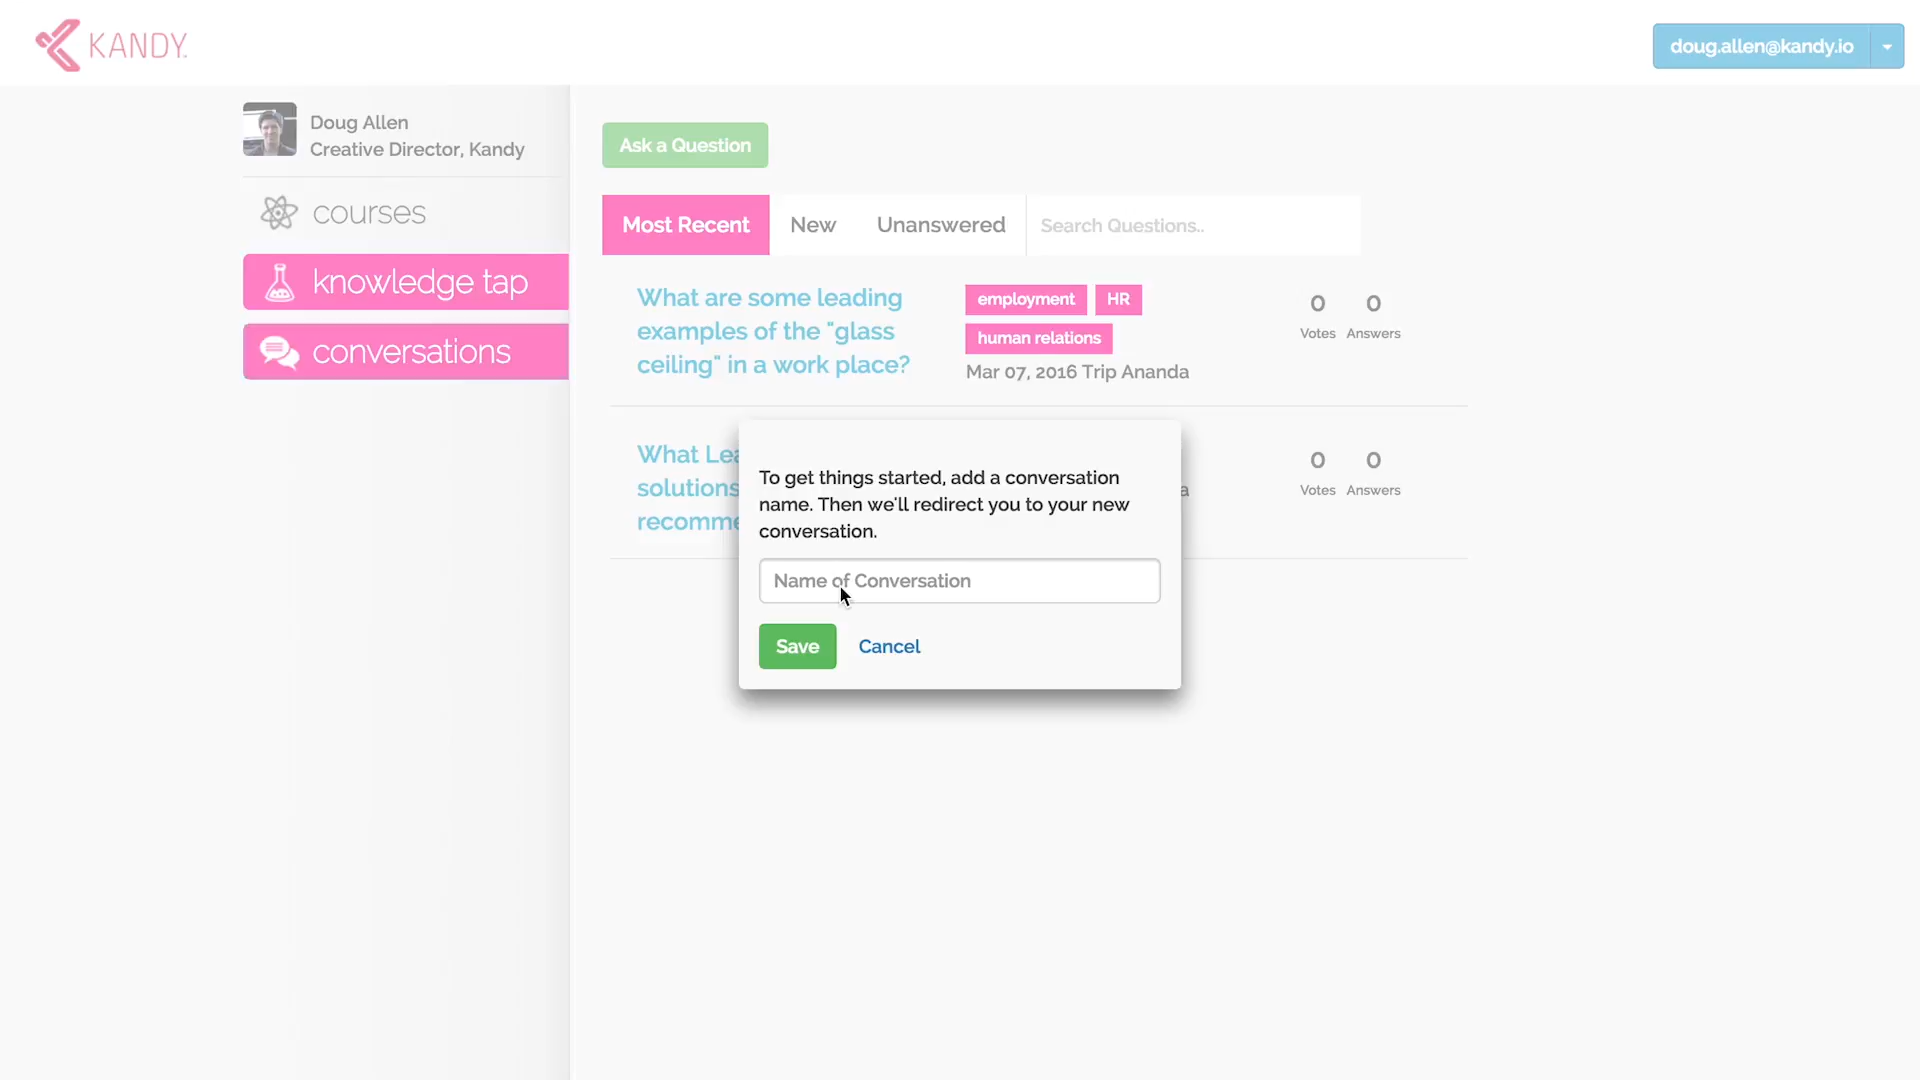 KANDY
doug.allen@kandy.io
Doug Allen
Creative Director, Kandy
courses
knowledge tap
conversations
Ask a Question
Most Recent
New
Unanswered
Search Questions..
What are some leading
examples of the "glass
ceiling" in a work place?
employment
HR
human relations
Mar 07, 2016 Trip Ananda
0
0
Votes
Answers
What
solutions
0
0
Votes
Answers
To get things started, add a conversation
name. Then we'll redirect you to your new
conversation.
Name of Conversation
Save
Cancel